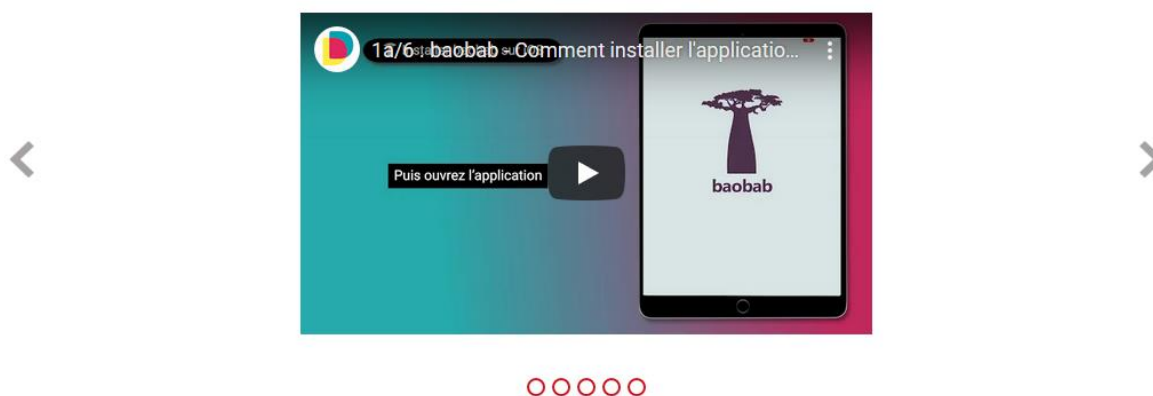 1a/6 - baobab - Comment installer l'applicatio...
Puis ouvrez l'application
baobab